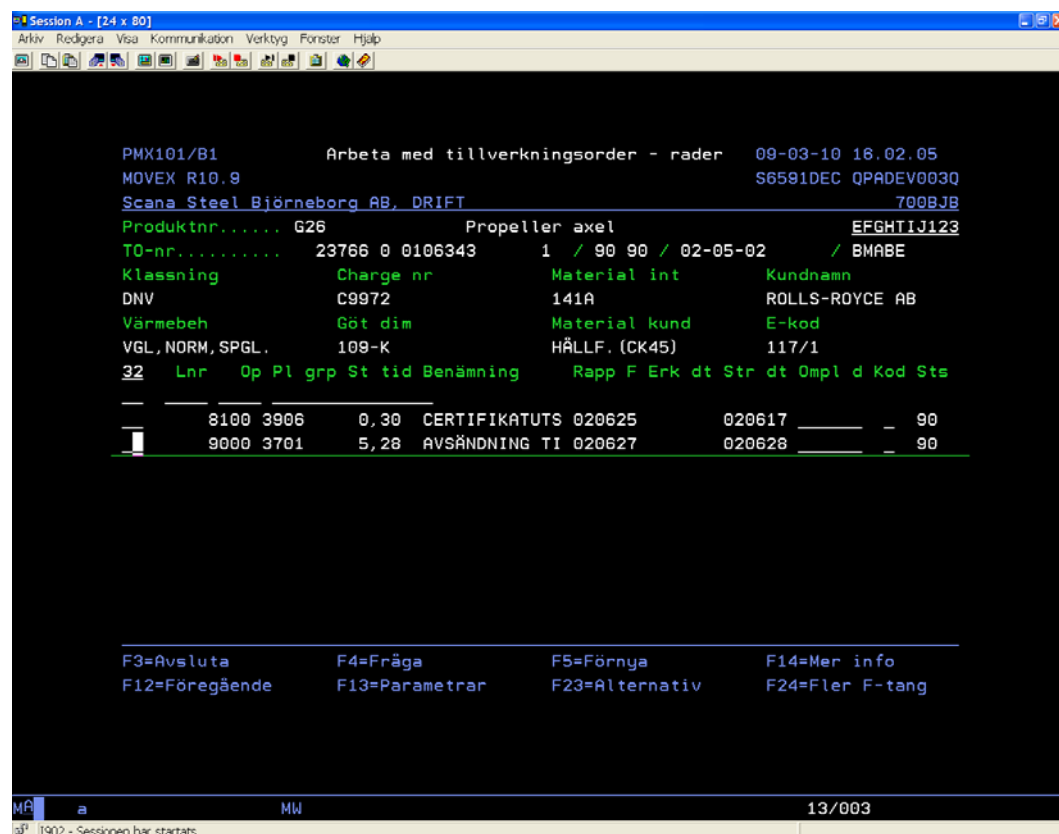 Session A - [24 x 80]
Arkiv Redigera Visa Kommunikation Verktyg Fönster Hjälp
PMX101/B1 Arbeta med tillverkningsorder - rader 09-03-10 16.02.05
MOVEX R10.9 S6591DEC QPADEV003Q
Scana Steel Björneborg AB, DRIFT 700BJB
Produktnr...... G26 Propeller axel EFGHTIJ123
TO-nr.......... 23766 0 0106343 1 / 90 90 / 02-05-02 / BMABE
Klassning Charge nr Material int Kundnamn
DNV C9972 141A ROLLS-ROYCE AB
Värmebeh Göt dim Material kund E-kod
VGL,NORM,SPGL. 109-K HÅLLF.(CK45) 117/1
32 Lnr Op Pl grp St tid Benämning Rapp F Erk dt Str dt Ompl d Kod Sts
8100 3906 0,30 CERTIFIKATUTS 020625 020617 ______ _ 90
9000 3701 5,28 AVSÄNDNING TI 020627 020628 ______ _ 90
F3=Avsluta F4=Fråga F5=Förnya F14=Mer info
F12=Föregående F13=Parametrar F23=Alternativ F24=Fler F-tang
MA a MW 13/003
I902 - Sessionen har startats